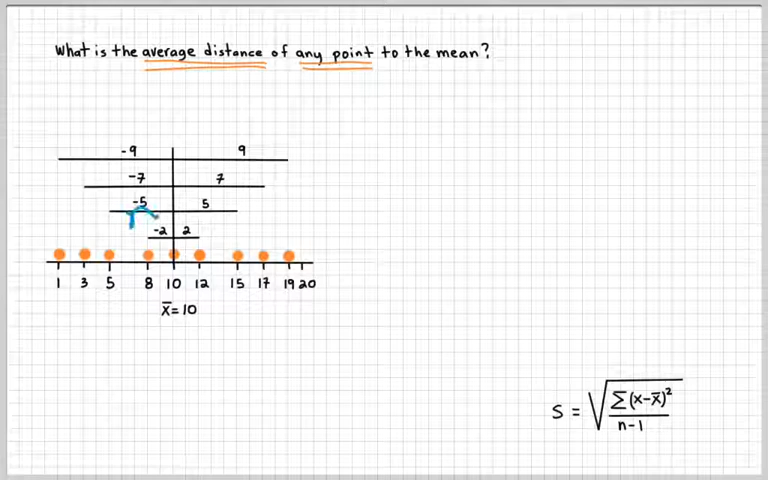 What is the average distance of any point to the mean?
-9 9
-7 7
-5 5
-2 2
1 3 5 8 10 12 15 17 19 20
x̄ = 10
S = √(∑(x-x̄)²/(n-1))